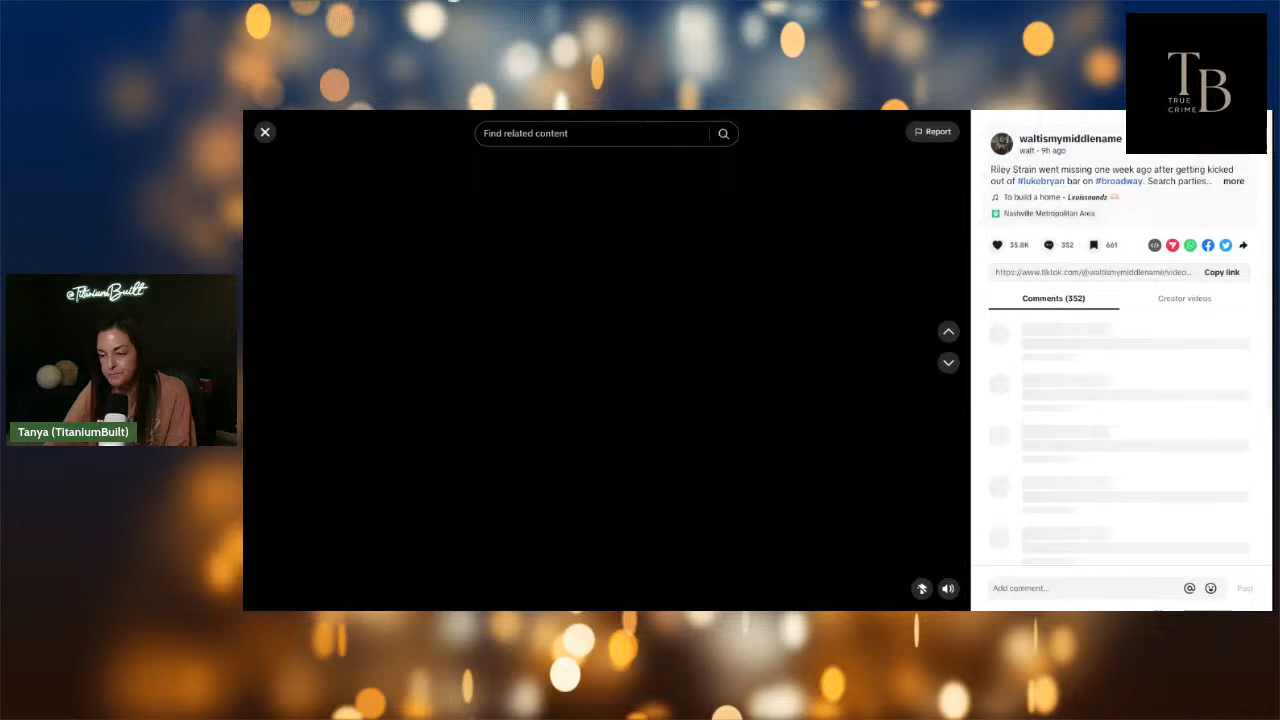 TB
TRUE
CRIME
Find related content
Report
waltismymiddlename
walt · 9h ago
Riley Strain went missing one week ago after getting kicked
out of #lukebryan bar on #broadway. Search parties... more
To build a home - Lxuissoundz
Nashville Metropolitan Area
35.8K
352
661
https://www.tiktok.com/@waltismymiddlename/video...
Copy link
Comments (352)
Creator videos
@TitaniumBuilt
Tanya (TitaniumBuilt)
Add comment...
Post